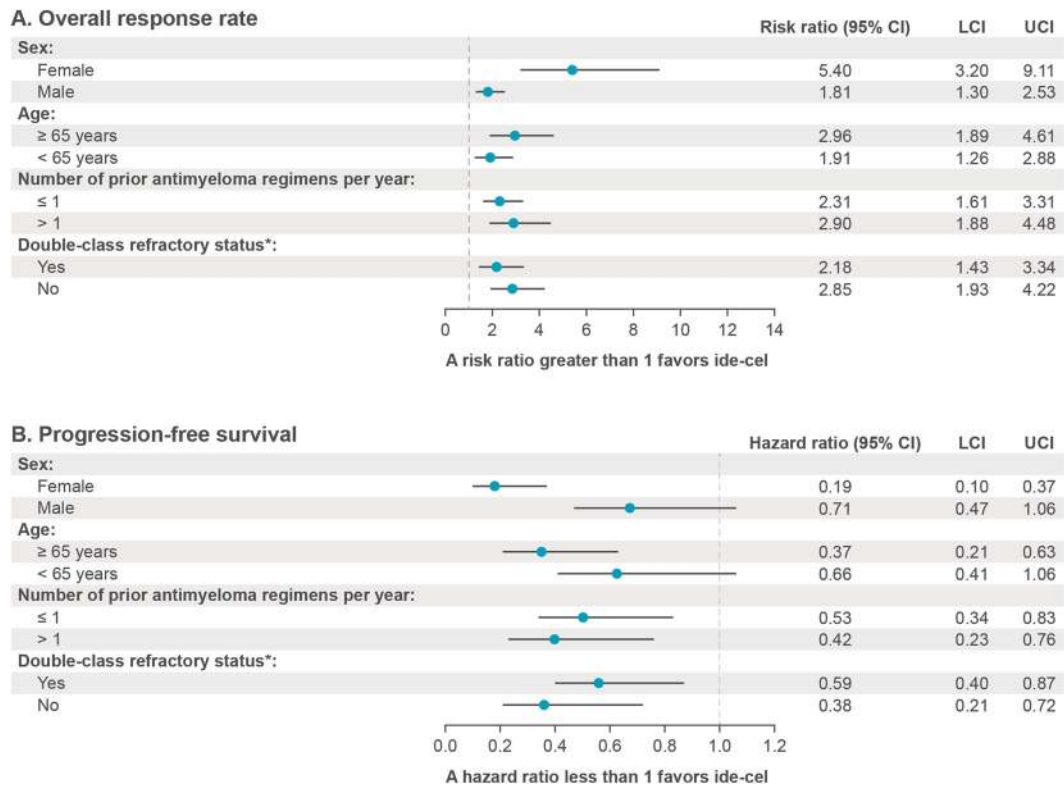 A. Overall response rate
Risk ratio (95% CI) LCI UCI
Sex:
Female 5.40 3.20 9.11
Male 1.81 1.30 2.53
Age:
≥ 65 years 2.96 1.89 4.61
< 65 years 1.91 1.26 2.88
Number of prior antimyeloma regimens per year:
≤ 1 2.31 1.61 3.31
> 1 2.90 1.88 4.48
Double-class refractory status*:
Yes 2.18 1.43 3.34
No 2.85 1.93 4.22
0 2 4 6 8 10 12 14
A risk ratio greater than 1 favors ide-cel
B. Progression-free survival
Hazard ratio (95% CI) LCI UCI
Sex:
Female 0.19 0.10 0.37
Male 0.71 0.47 1.06
Age:
≥ 65 years 0.37 0.21 0.63
< 65 years 0.66 0.41 1.06
Number of prior antimyeloma regimens per year:
≤ 1 0.53 0.34 0.83
> 1 0.42 0.23 0.76
Double-class refractory status*:
Yes 0.59 0.40 0.87
No 0.38 0.21 0.72
0.0 0.2 0.4 0.6 0.8 1.0 1.2
A hazard ratio less than 1 favors ide-cel